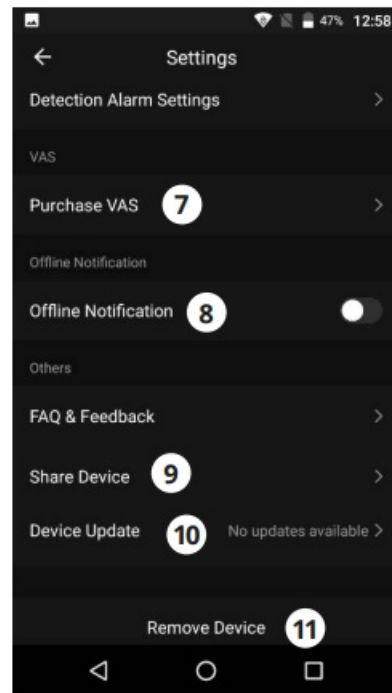 47% 12:58
Settings
Detection Alarm Settings
VAS
Purchase VAS 7
Offline Notification
Offline Notification 8
Others
FAQ & Feedback
Share Device 9
Device Update 10 No updates available
Remove Device 11